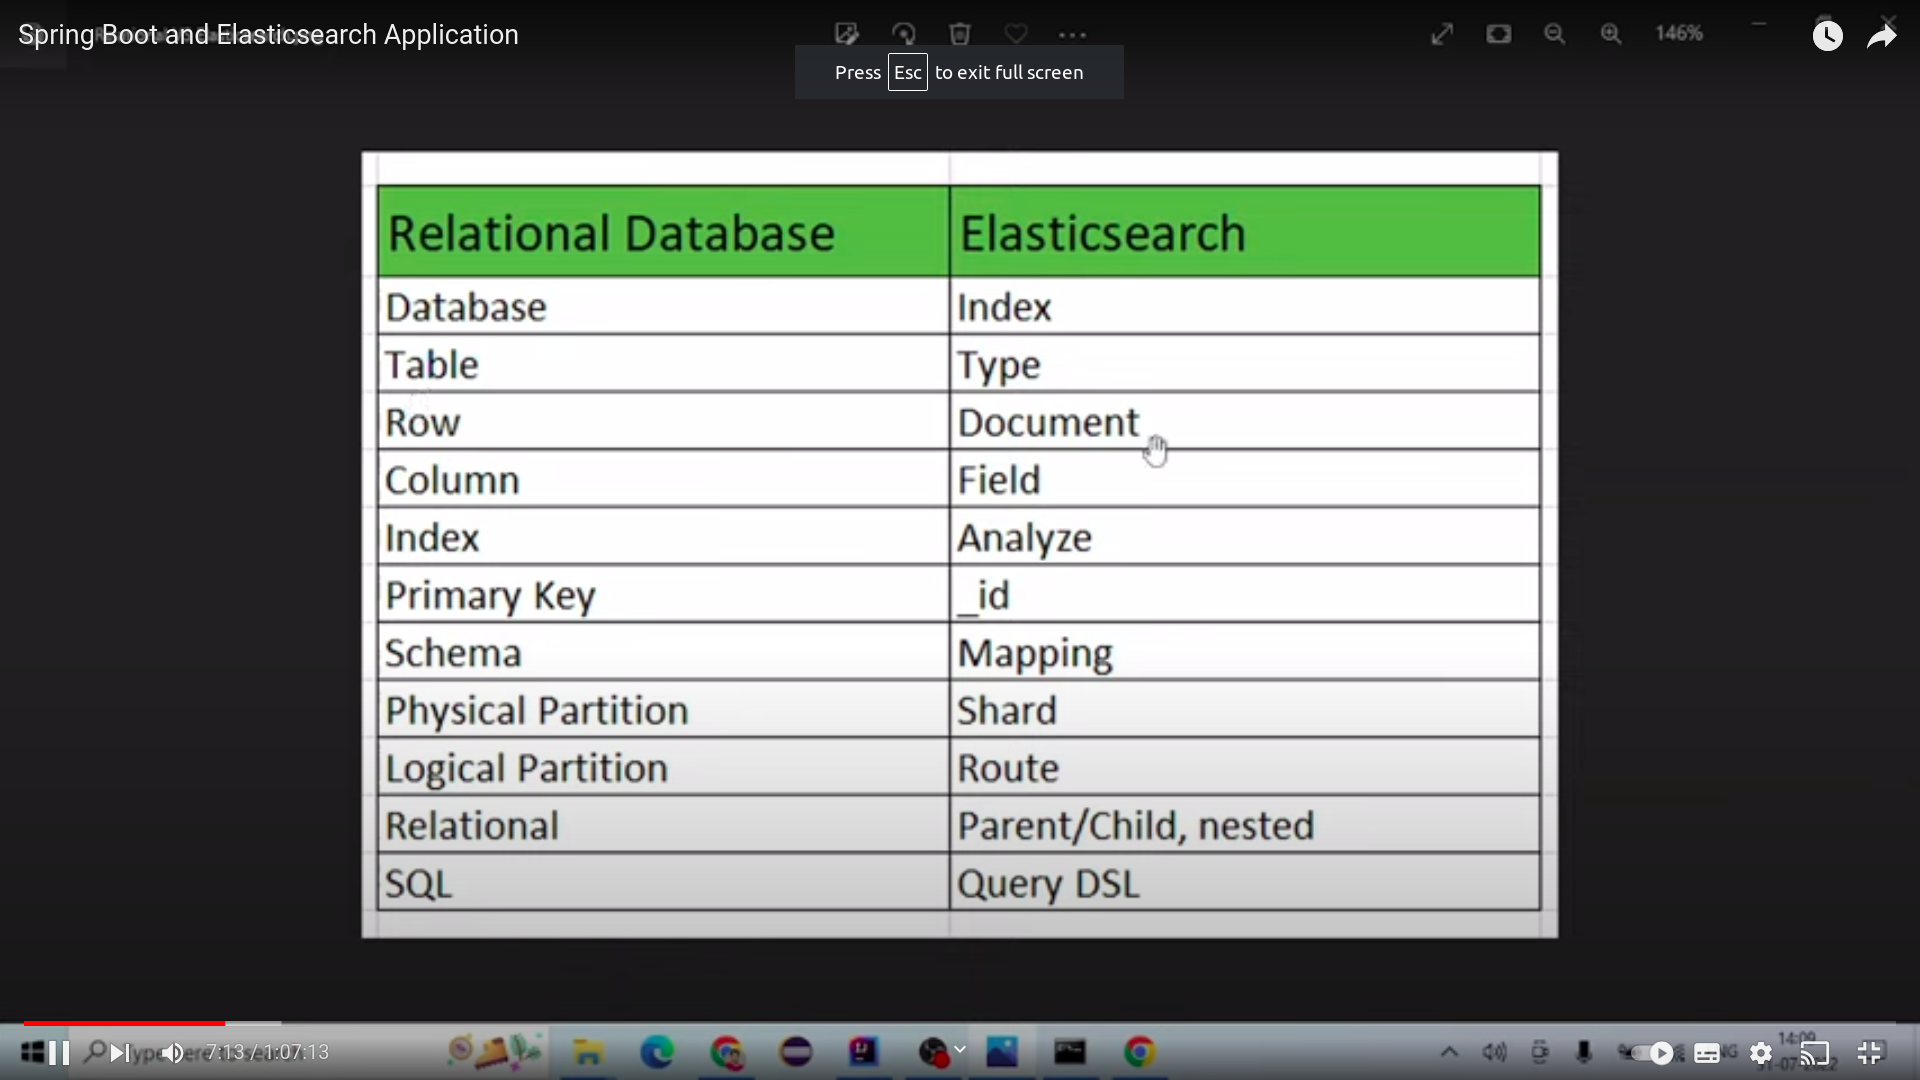 Spring Boot and Elasticsearch Application
146%
Press Esc to exit full screen
Relational Database Elasticsearch
Database Index
Table Type
Row Document
Column Field
Index Analyze
Primary Key _id
Schema Mapping
Physical Partition Shard
Logical Partition Route
Relational Parent/Child, nested
SQL Query DSL
7:13 / 1:07:13